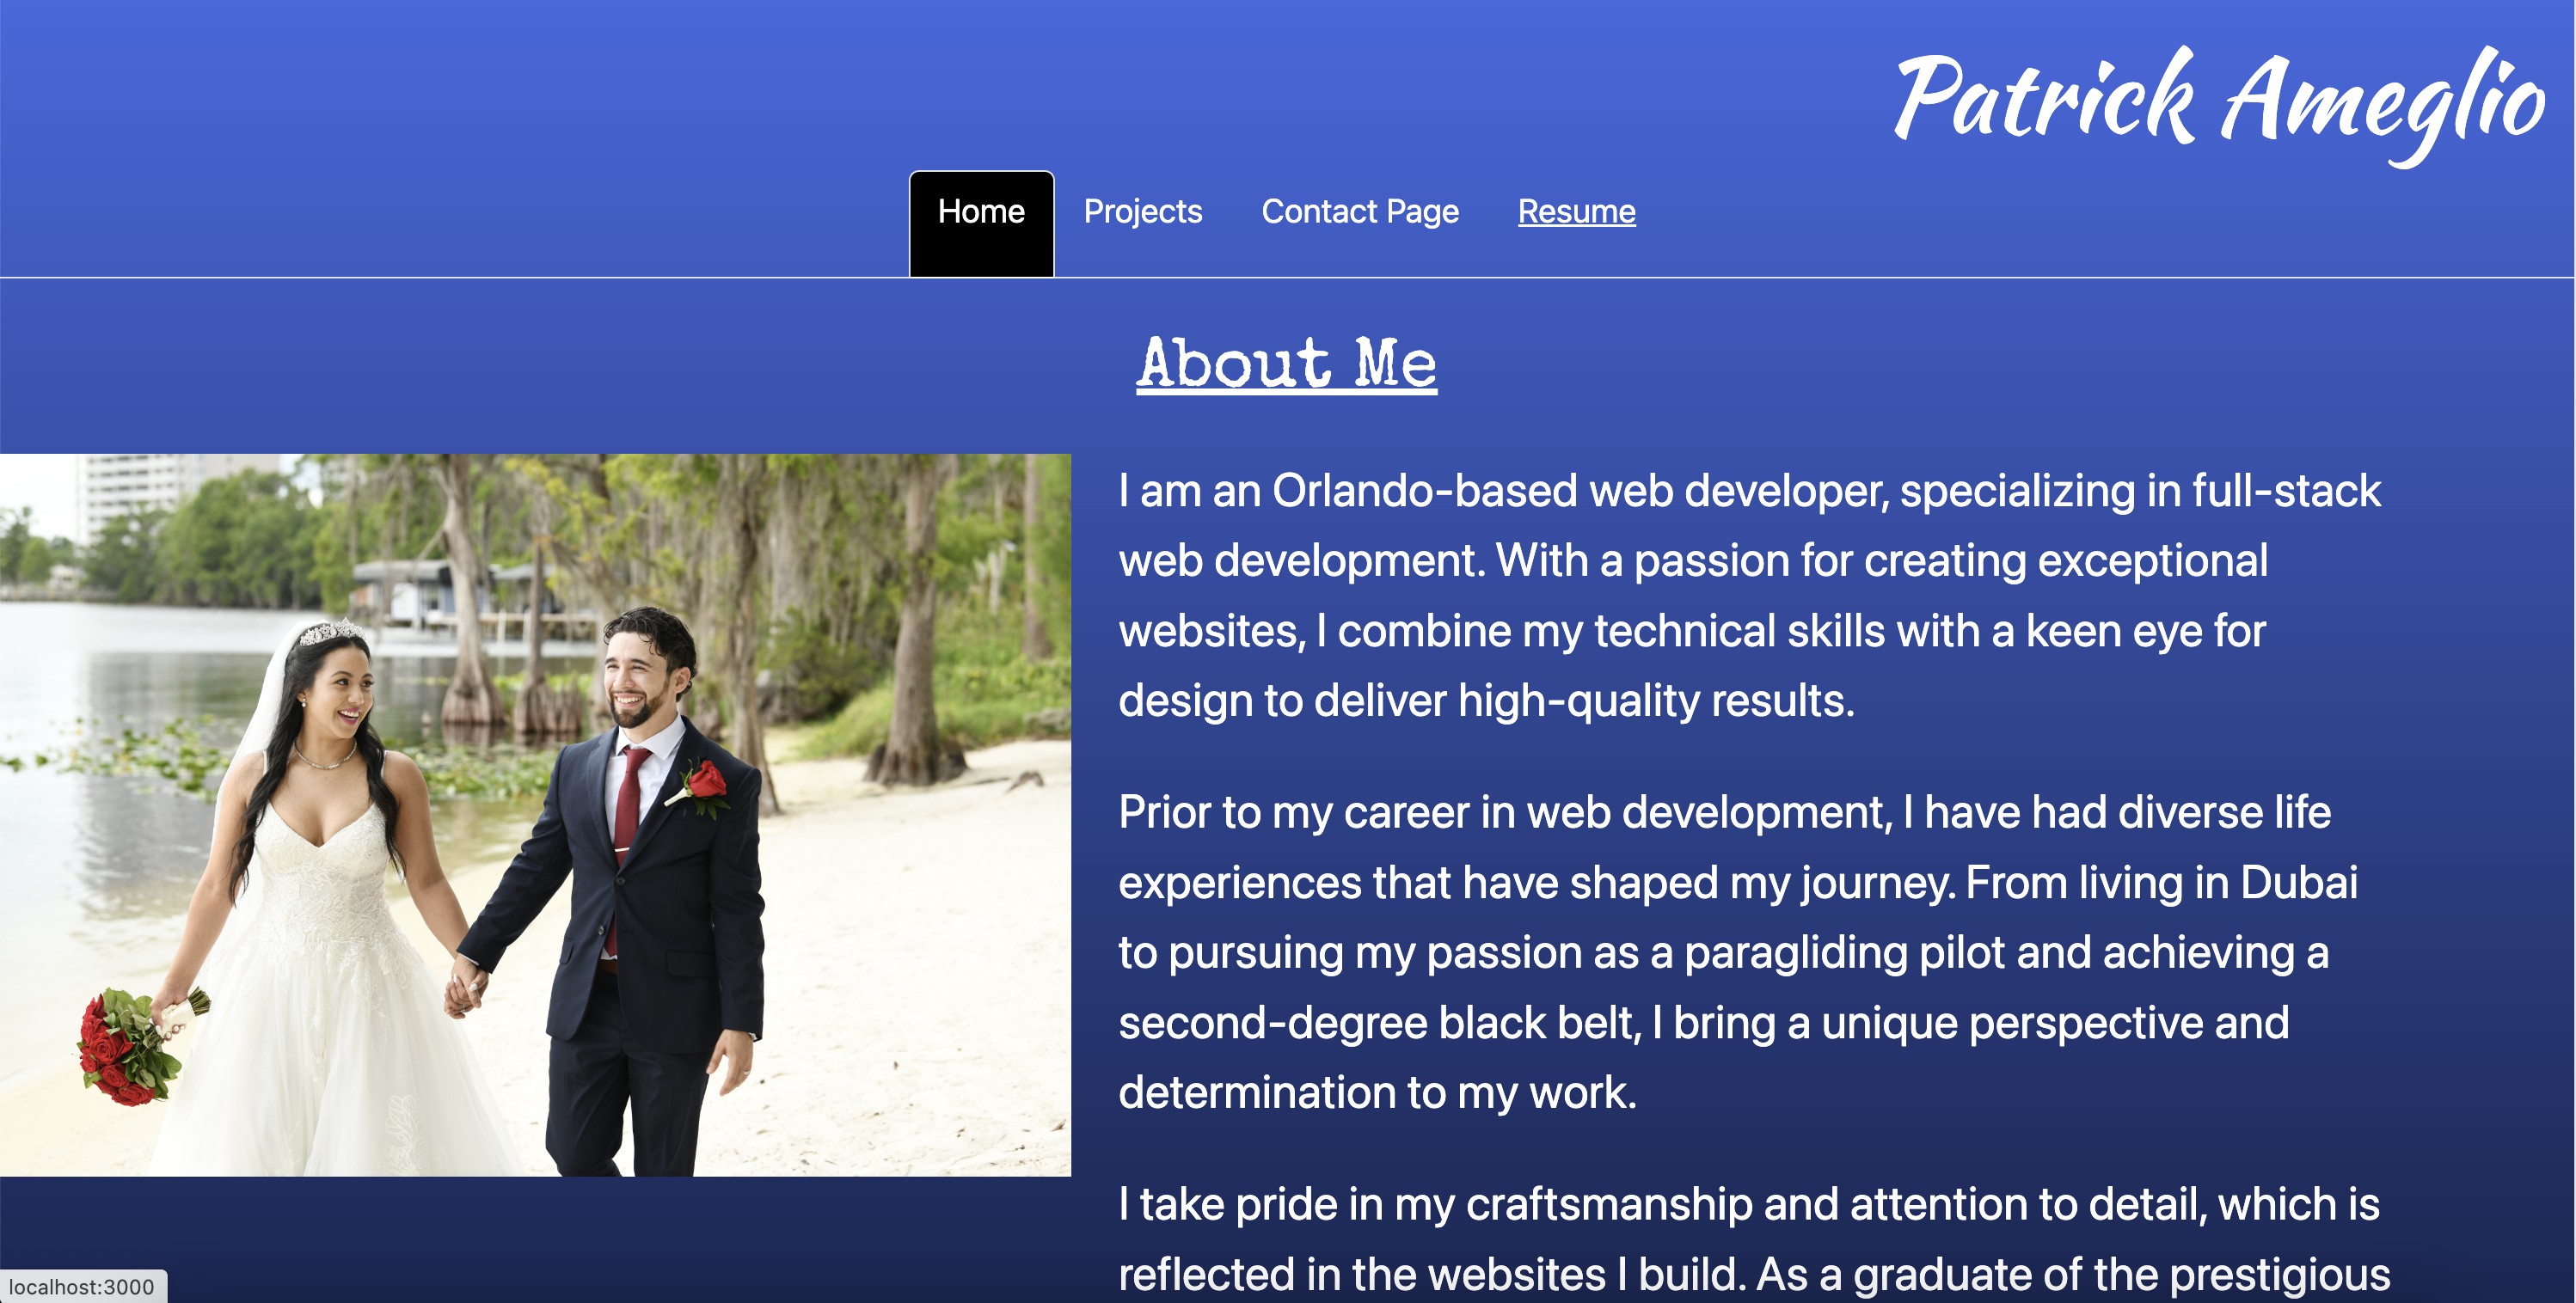 Patrick Ameglio
Home
Projects
Contact Page
Resume
About Me
I am an Orlando-based web developer, specializing in full-stack
web development. With a passion for creating exceptional
websites, I combine my technical skills with a keen eye for
design to deliver high-quality results.
Prior to my career in web development, I have had diverse life
experiences that have shaped my journey. From living in Dubai
to pursuing my passion as a paragliding pilot and achieving a
second-degree black belt, I bring a unique perspective and
determination to my work.
I take pride in my craftsmanship and attention to detail, which is
reflected in the websites I build. As a graduate of the prestigious
localhost:3000